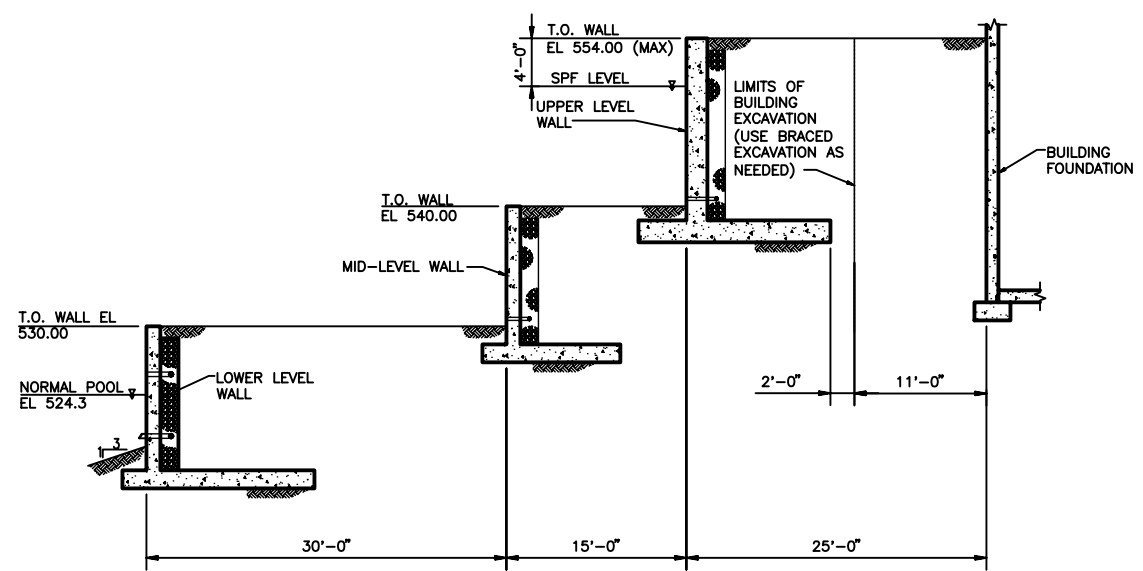 T.O. WALL
EL 554.00 (MAX)
4'-0"
SPF LEVEL
UPPER LEVEL
WALL
LIMITS OF
BUILDING
EXCAVATION
(USE BRACED
EXCAVATION AS
NEEDED)
BUILDING
FOUNDATION
T.O. WALL
EL 540.00
MID-LEVEL WALL
T.O. WALL EL
530.00
LOWER LEVEL
WALL
NORMAL POOL
EL 524.3
2'-0"
11'-0"
1
3
30'-0"
15'-0"
25'-0"